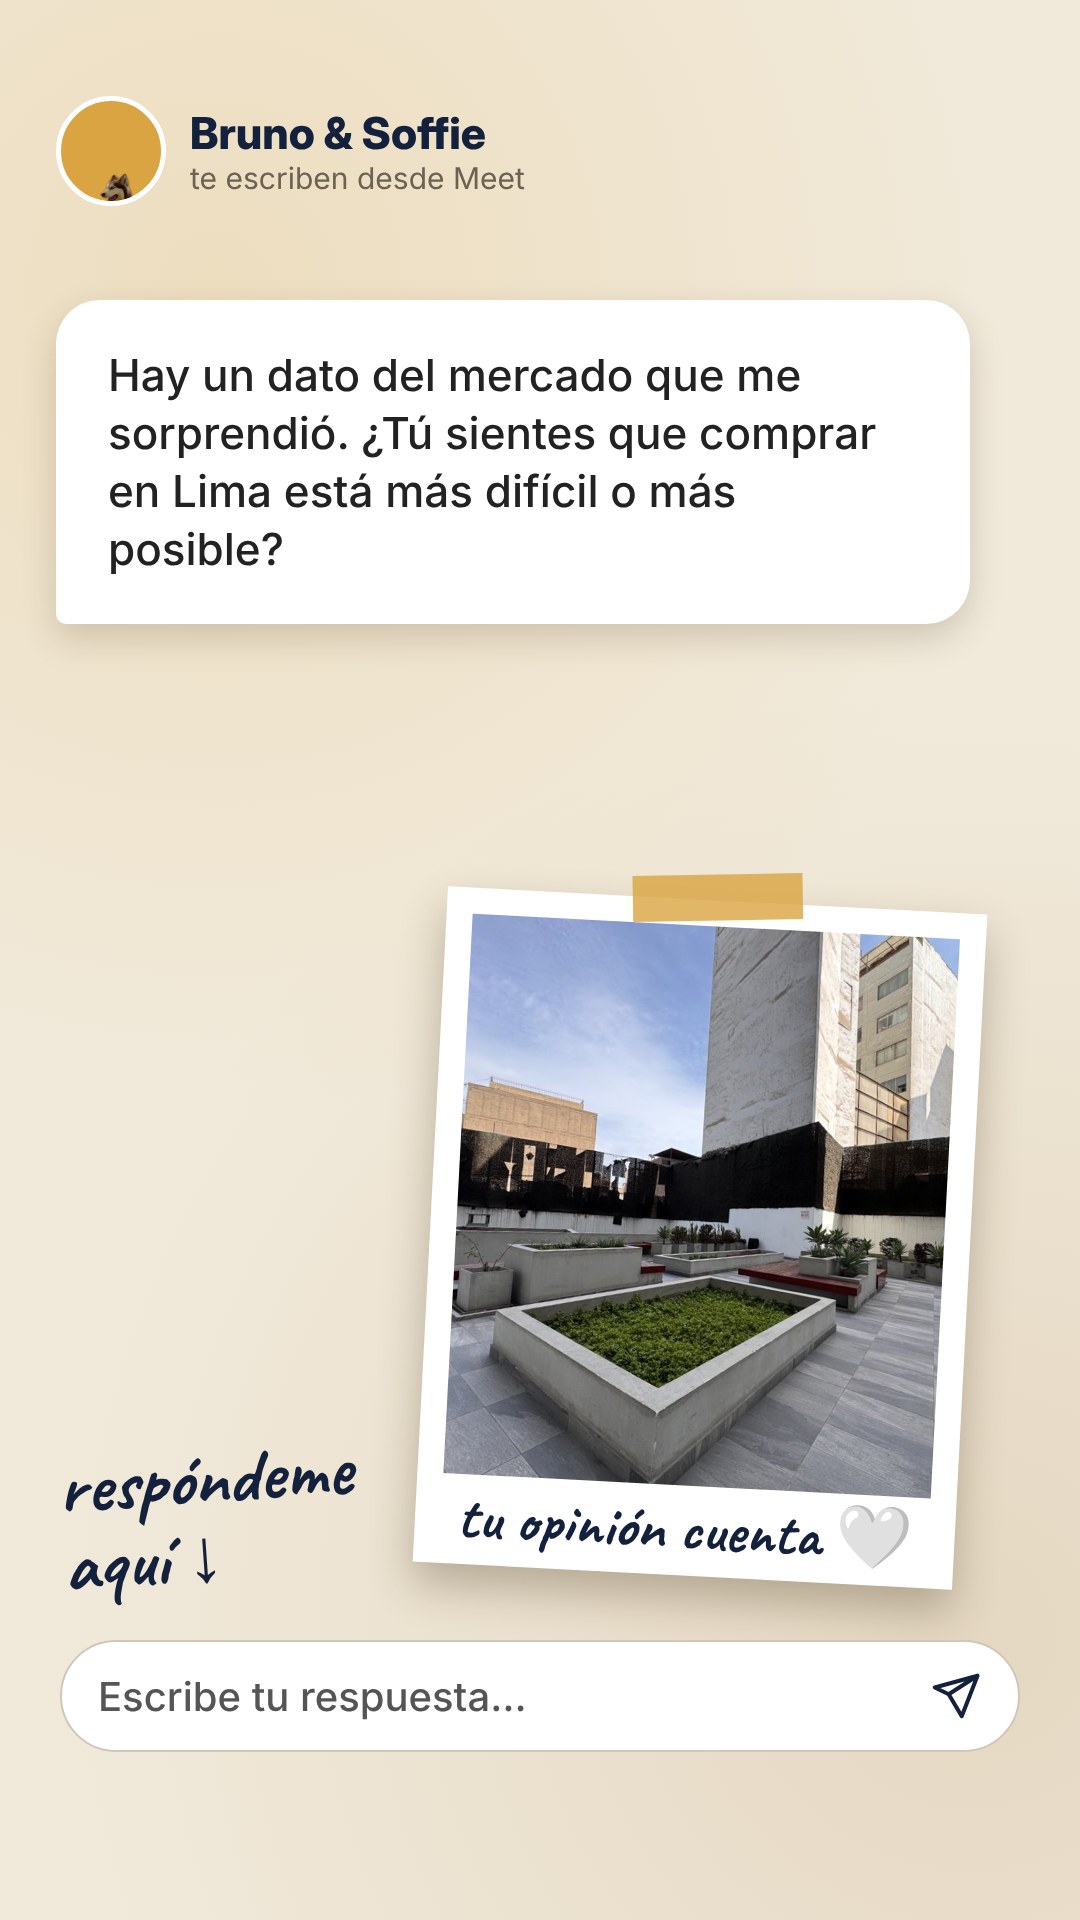 Bruno & Soffie
te escriben desde Meet
Hay un dato del mercado que me
sorprendió. ¿Tú sientes que comprar
en Lima está más difícil o más
posible?
tu opinión cuenta 🤍
respóndeme
aquí ↓
Escribe tu respuesta...